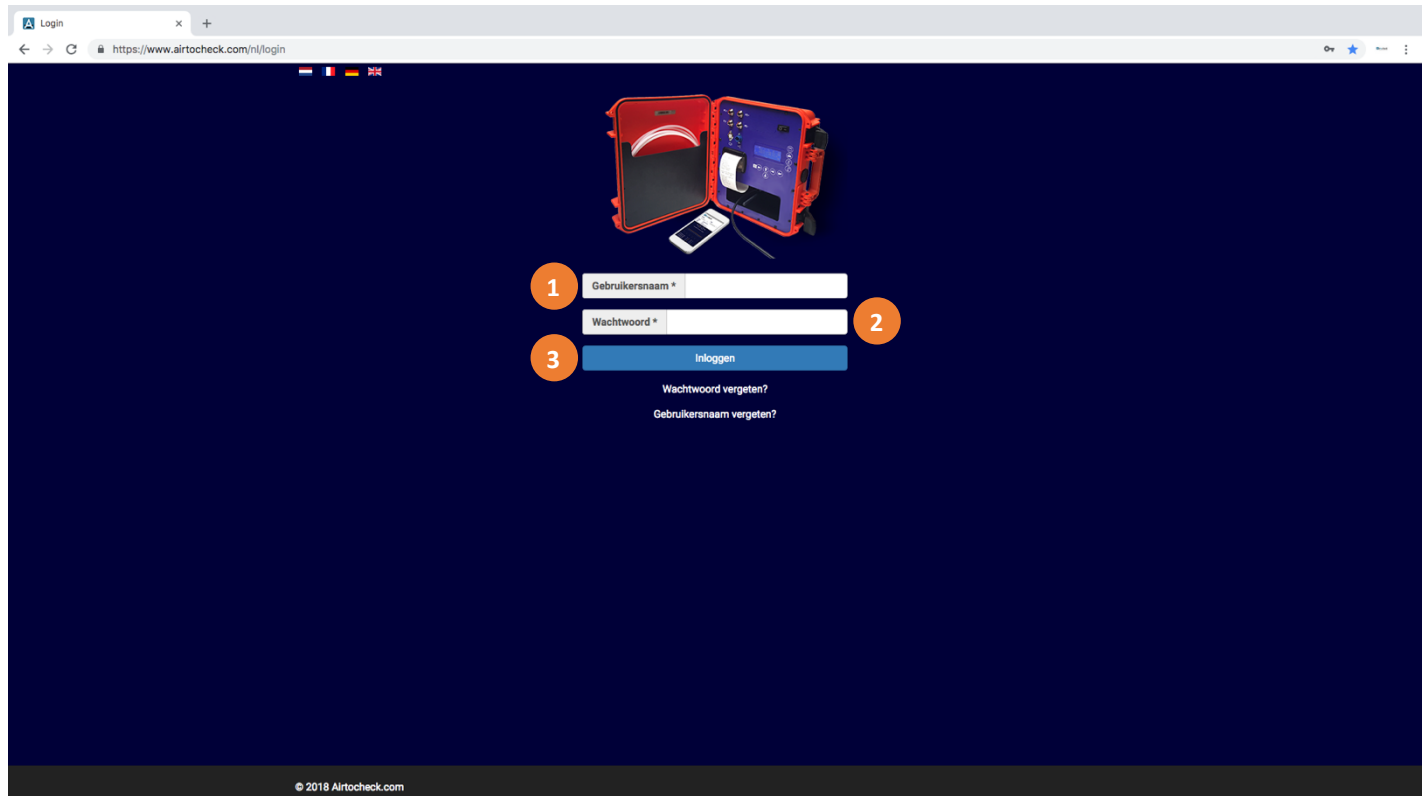 Login
https://www.airtocheck.com/nl/login
1
Gebruikersnaam *
Wachtwoord *
2
3
Inloggen
Wachtwoord vergeten?
Gebruikersnaam vergeten?
© 2018 Airtocheck.com